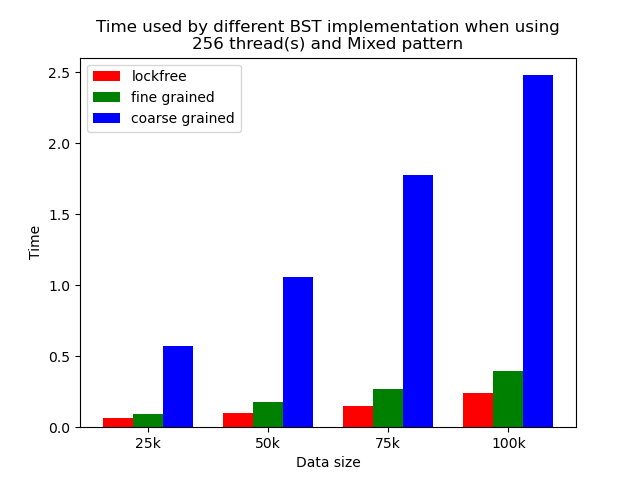 Time used by different BST implementation when using
256 thread(s) and Mixed pattern
lockfree
fine grained
coarse grained
2.5
2.0
1.5
1.0
0.5
0.0
Time
25k
50k
75k
100k
Data size